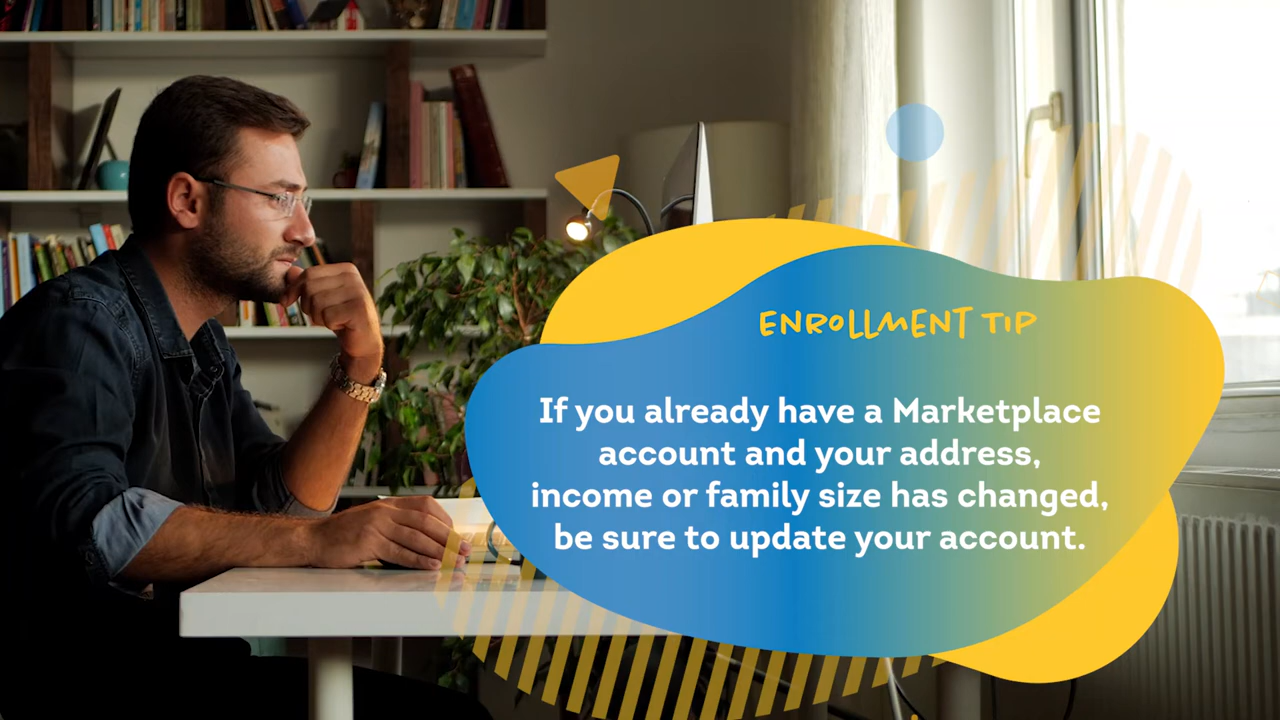 ENROLLMENT TIP
If you already have a Marketplace
account and your address,
income or family size has changed,
be sure to update your account.